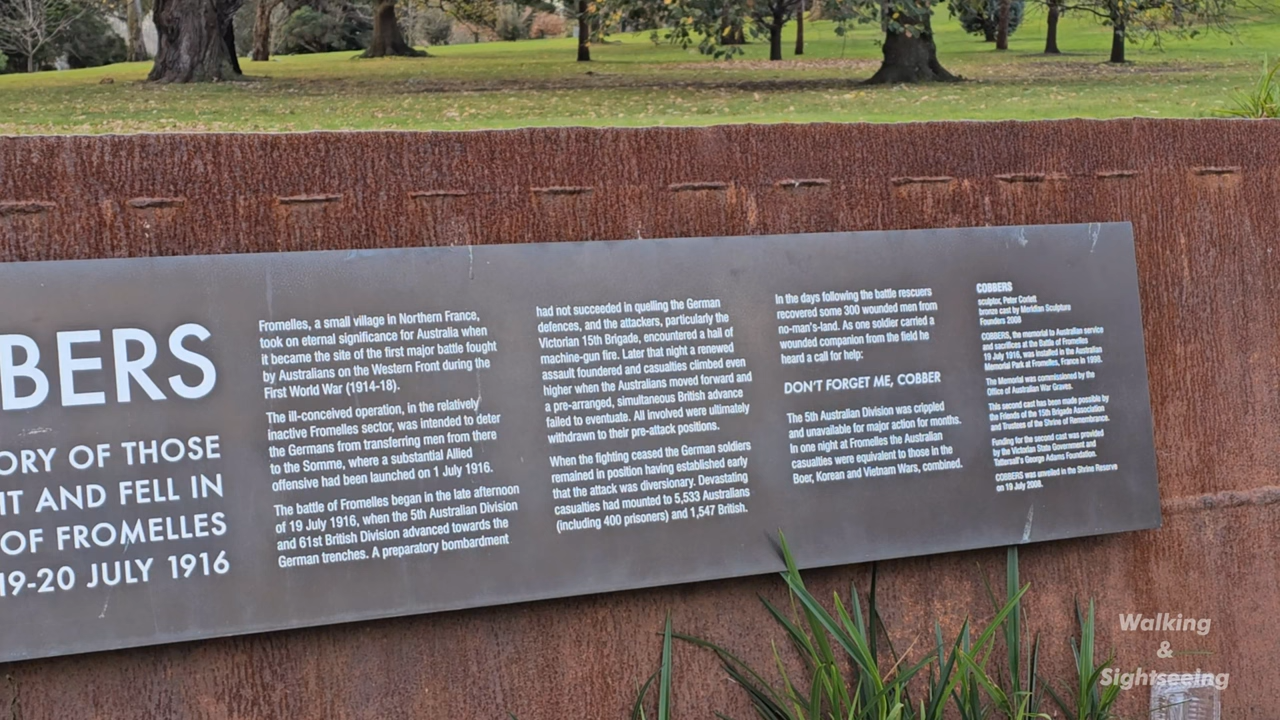 BERS
ORY OF THOSE
IT AND FELL IN
OF FROMELLES
19-20 JULY 1916
Fromelles, a small village in Northern France,
took on eternal significance for Australia when
it became the site of the first major battle fought
by Australians on the Western Front during the
First World War (1914-18).
The ill-conceived operation, in the relatively
inactive Fromelles sector, was intended to deter
the Germans from transferring men from there
to the Somme, where a substantial Allied
offensive had been launched on 1 July 1916.
The battle of Fromelles began in the late afternoon
of 19 July 1916, when the 5th Australian Division
and 61st British Division advanced towards the
German trenches. A preparatory bombardment
had not succeeded in quelling the German
defences, and the attackers, particularly the
Victorian 15th Brigade, encountered a hail of
machine-gun fire. Later that night a renewed
assault foundered and casualties climbed even
higher when the Australians moved forward and
a pre-arranged, simultaneous British advance
failed to eventuate. All involved were ultimately
withdrawn to their pre-attack positions.
When the fighting ceased the German soldiers
remained in position having established early
that the attack was diversionary. Devastating
casualties had mounted to 5,533 Australians
(including 400 prisoners) and 1,547 British.
In the days following the battle rescuers
recovered some 300 wounded men from
no-man's-land. As one soldier carried a
wounded companion from the field he
heard a call for help:
DON'T FORGET ME, COBBER
The 5th Australian Division was crippled
and unavailable for major action for months.
In one night at Fromelles the Australian
casualties were equivalent to those in the
Boer, Korean and Vietnam Wars, combined.
COBBERS
sculptor, Peter Corlett
bronze cast by Meridian Sculpture
Founders 2008
COBBERS, the memorial to Australian service
and sacrifices at the Battle of Fromelles
19 July 1916, was installed in the Australian
Memorial Park at Fromelles, France in 1998.
The Memorial was commissioned by the
Office of Australian War Graves.
This second cast has been made possible by
the Friends of the 15th Brigade Association
and Trustees of the Shrine of Remembrance.
Funding for the second cast was provided
by the Victorian State Government and
Tattersall's George Adams Foundation.
COBBERS was unveiled in the Shrine Reserve
on 19 July 2008.
Walking
&
Sightseeing